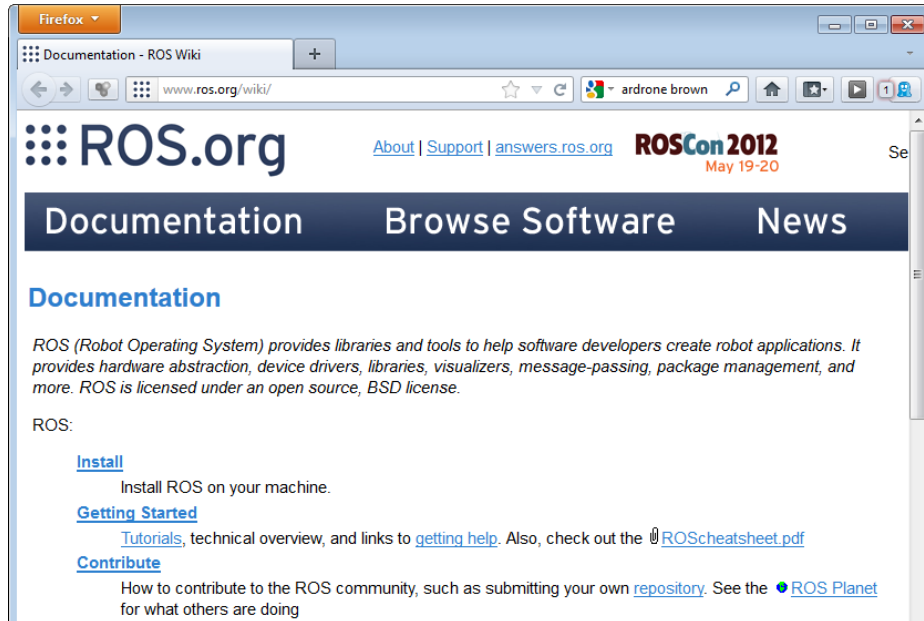 Firefox
Documentation - ROS Wiki
www.ros.org/wiki/ ardrone brown 1
ROS.org About | Support | answers.ros.org ROSCon 2012 Se
May 19-20
Documentation Browse Software News
Documentation
ROS (Robot Operating System) provides libraries and tools to help software developers create robot applications. It
provides hardware abstraction, device drivers, libraries, visualizers, message-passing, package management, and
more. ROS is licensed under an open source, BSD license.
ROS:
Install
Install ROS on your machine.
Getting Started
Tutorials, technical overview, and links to getting help. Also, check out the ROScheatsheet.pdf
Contribute
How to contribute to the ROS community, such as submitting your own repository. See the ROS Planet
for what others are doing